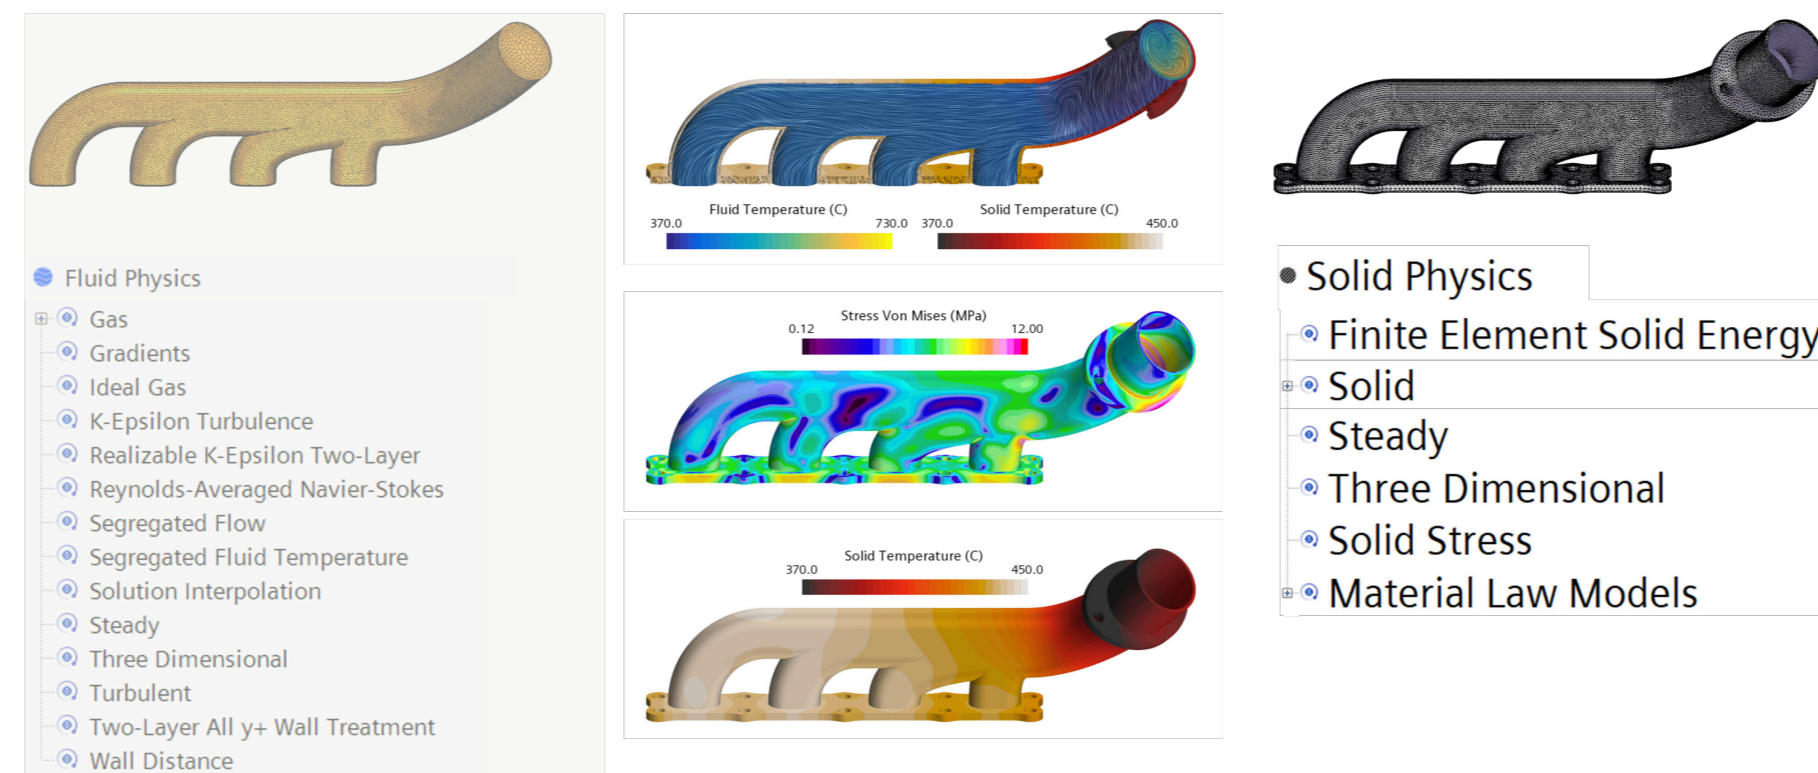 Fluid Physics
Gas
Gradients
Ideal Gas
K-Epsilon Turbulence
Realizable K-Epsilon Two-Layer
Reynolds-Averaged Navier-Stokes
Segregated Flow
Segregated Fluid Temperature
Solution Interpolation
Steady
Three Dimensional
Turbulent
Two-Layer All y+ Wall Treatment
Wall Distance
Fluid Temperature (C)
370.0 730.0
Solid Temperature (C)
370.0 450.0
Stress Von Mises (MPa)
0.12 12.00
Solid Temperature (C)
370.0 450.0
Solid Physics
Finite Element Solid Energy
Solid
Steady
Three Dimensional
Solid Stress
Material Law Models